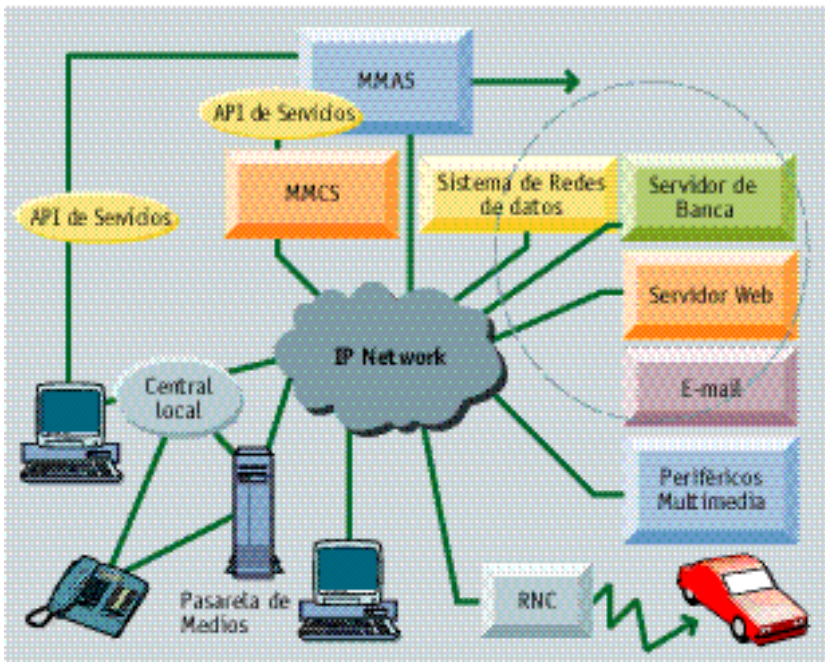 MMAS
API de Servicios
MMCS
Sistema de Redes
de datos
Servidor de
Banca
API de Servicios
Servidor Web
IP Network
Central
local
E-mail
Periféricos
Multimedia
Pasarela de
Medios
RNC